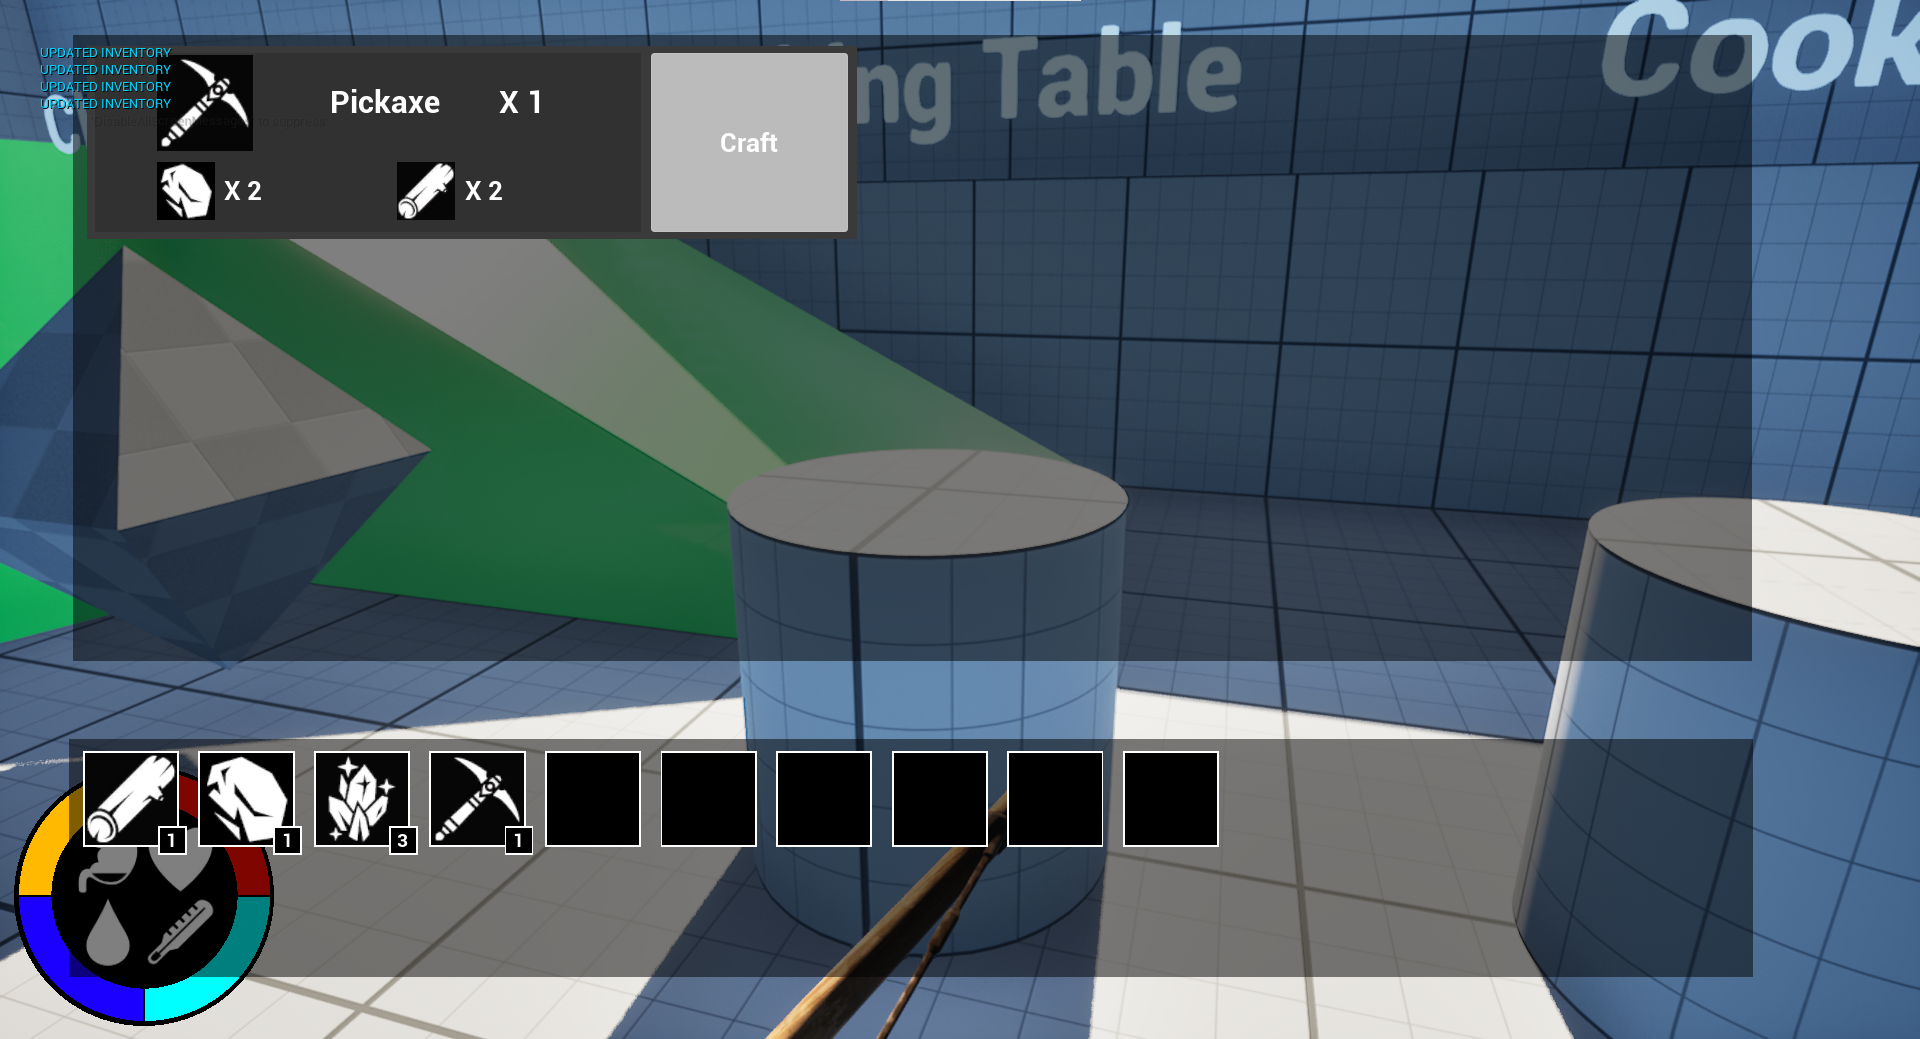 UPDATED INVENTORY
UPDATED INVENTORY
UPDATED INVENTORY
UPDATED INVENTORY
Pickaxe X 1
X 2 X 2
Craft
ng Table
Cook
1
1
3
1